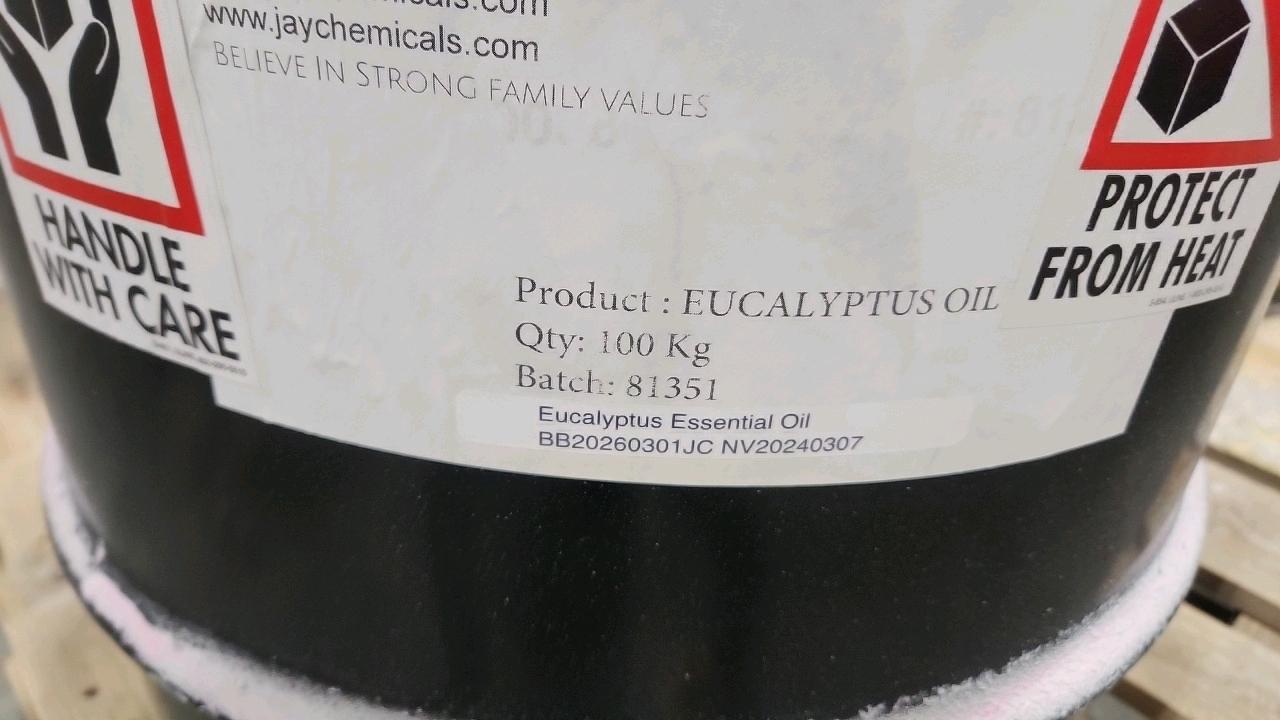 www.jaychemicals.com
BELIEVE IN STRONG FAMILY VALUES
HANDLE
WITH CARE
PROTECT
FROM HEAT
Product : EUCALYPTUS OIL
Qty: 100 Kg
Batch: 81351
Eucalyptus Essential Oil
BB20260301JC NV20240307